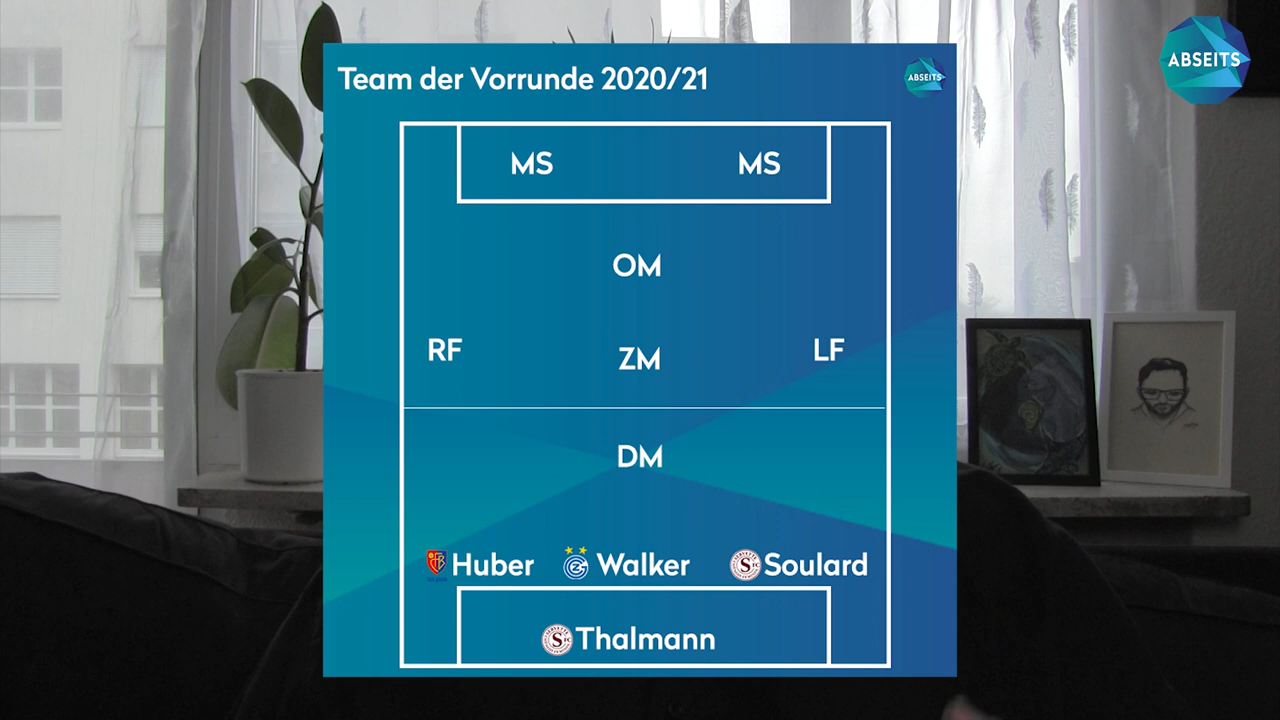 ABSEITS
Team der Vorrunde 2020/21
ABSEITS
MS MS
OM
RF ZM LF
DM
Huber Walker Soulard
Thalmann